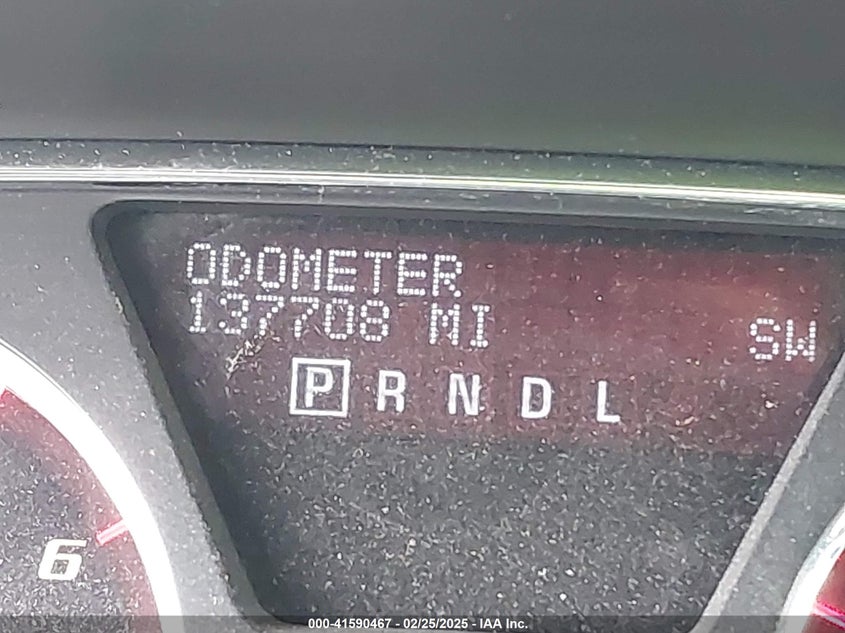 ODOMETER
137708 MI SW
P R N D L
6
000-41590467 - 02/25/2025 - IAA Inc.